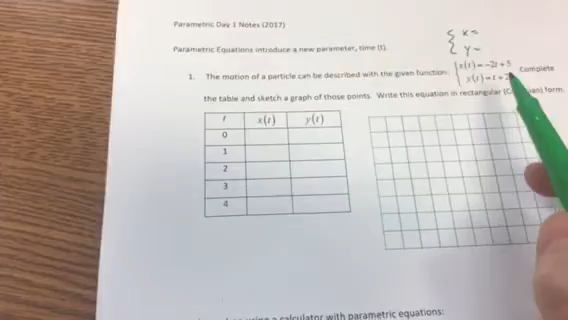 Parametric Day 1 Notes (2017)
{ x=
y=
Parametric Equations introduce a new parameter, time (t).
1. The motion of a particle can be described with the given function: { x(t)=-2t+5 Complete
y(t)=t+2
the table and sketch a graph of those points. Write this equation in rectangular form.
t x(t) y(t)
0
1
2
3
4
using a calculator with parametric equations: